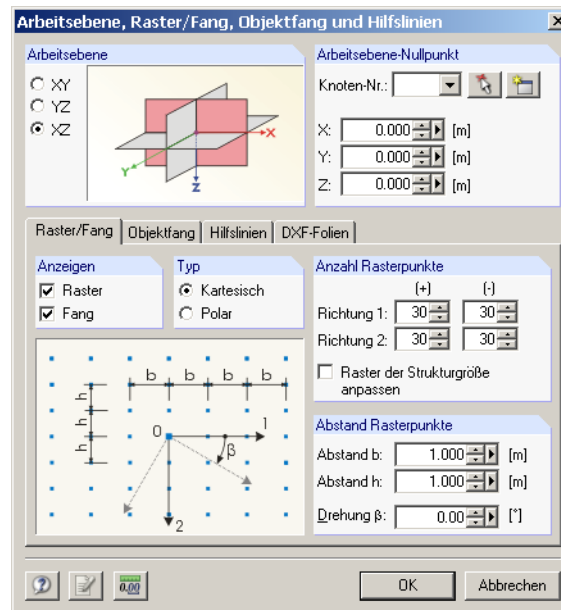 Arbeitsebene, Raster/Fang, Objektfang und Hilfslinien
Arbeitsebene
XY
YZ
XZ
X
Y
Z
Arbeitsebene-Nullpunkt
Knoten-Nr.:
X: 0.000 [m]
Y: 0.000 [m]
Z: 0.000 [m]
Raster/Fang Objektfang Hilfslinien DXF-Folien
Anzeigen
Raster
Fang
Typ
Kartesisch
Polar
b b b b
h
h
h
0 1
β
2
Anzahl Rasterpunkte
(+) (-)
Richtung 1: 30 30
Richtung 2: 30 30
Raster der Strukturgröße
anpassen
Abstand Rasterpunkte
Abstand b: 1.000 [m]
Abstand h: 1.000 [m]
Drehung β: 0.00 [°]
0.00
OK Abbrechen